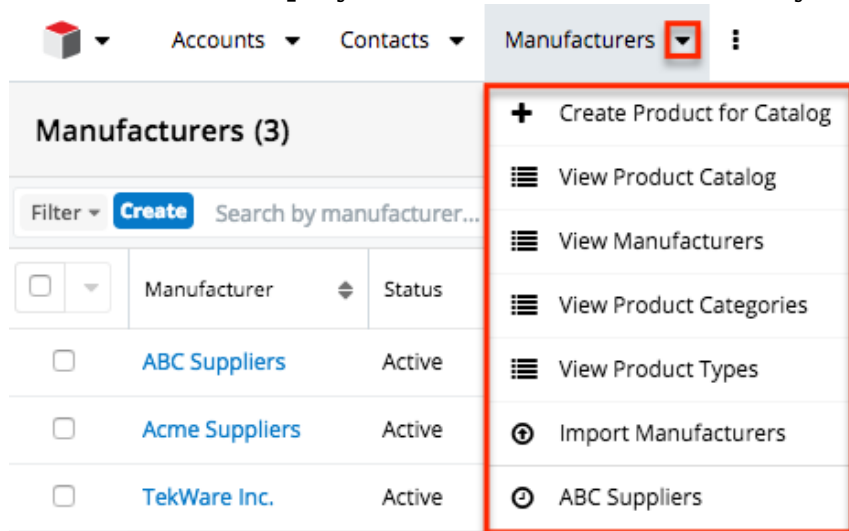 Accounts Contacts Manufacturers
Manufacturers (3)
Create Product for Catalog
View Product Catalog
Filter Create Search by manufacturer...
View Manufacturers
Manufacturer Status
View Product Categories
ABC Suppliers Active
View Product Types
Acme Suppliers Active
Import Manufacturers
TekWare Inc. Active
ABC Suppliers